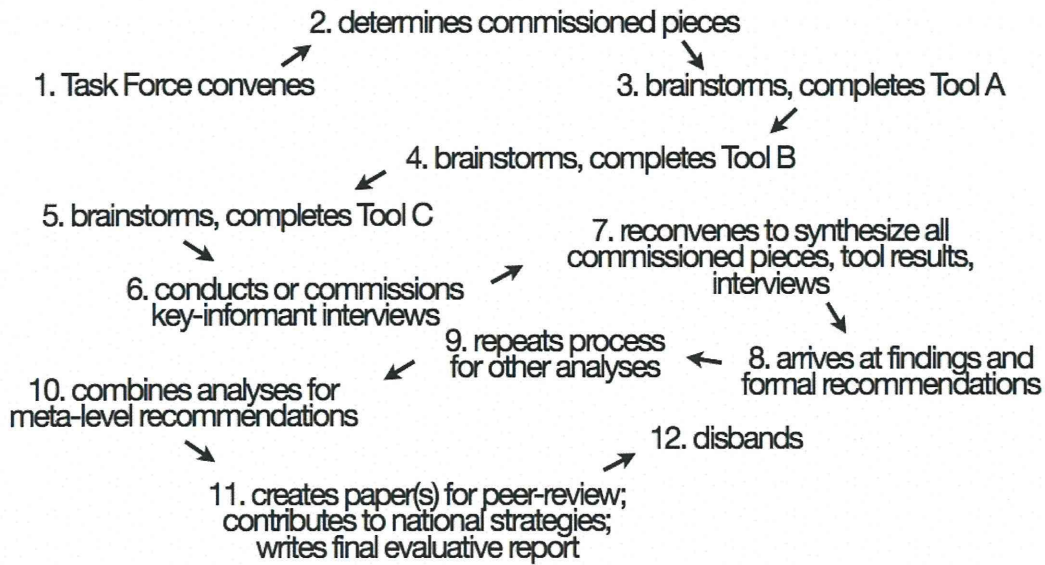 2. determines commissioned pieces
1. Task Force convenes
3. brainstorms, completes Tool A
4. brainstorms, completes Tool B
5. brainstorms, completes Tool C
6. conducts or commissions
key-informant interviews
7. reconvenes to synthesize all
commissioned pieces, tool results,
interviews
8. arrives at findings and
formal recommendations
9. repeats process
for other analyses
10. combines analyses for
meta-level recommendations
11. creates paper(s) for peer-review;
contributes to national strategies;
writes final evaluative report
12. disbands